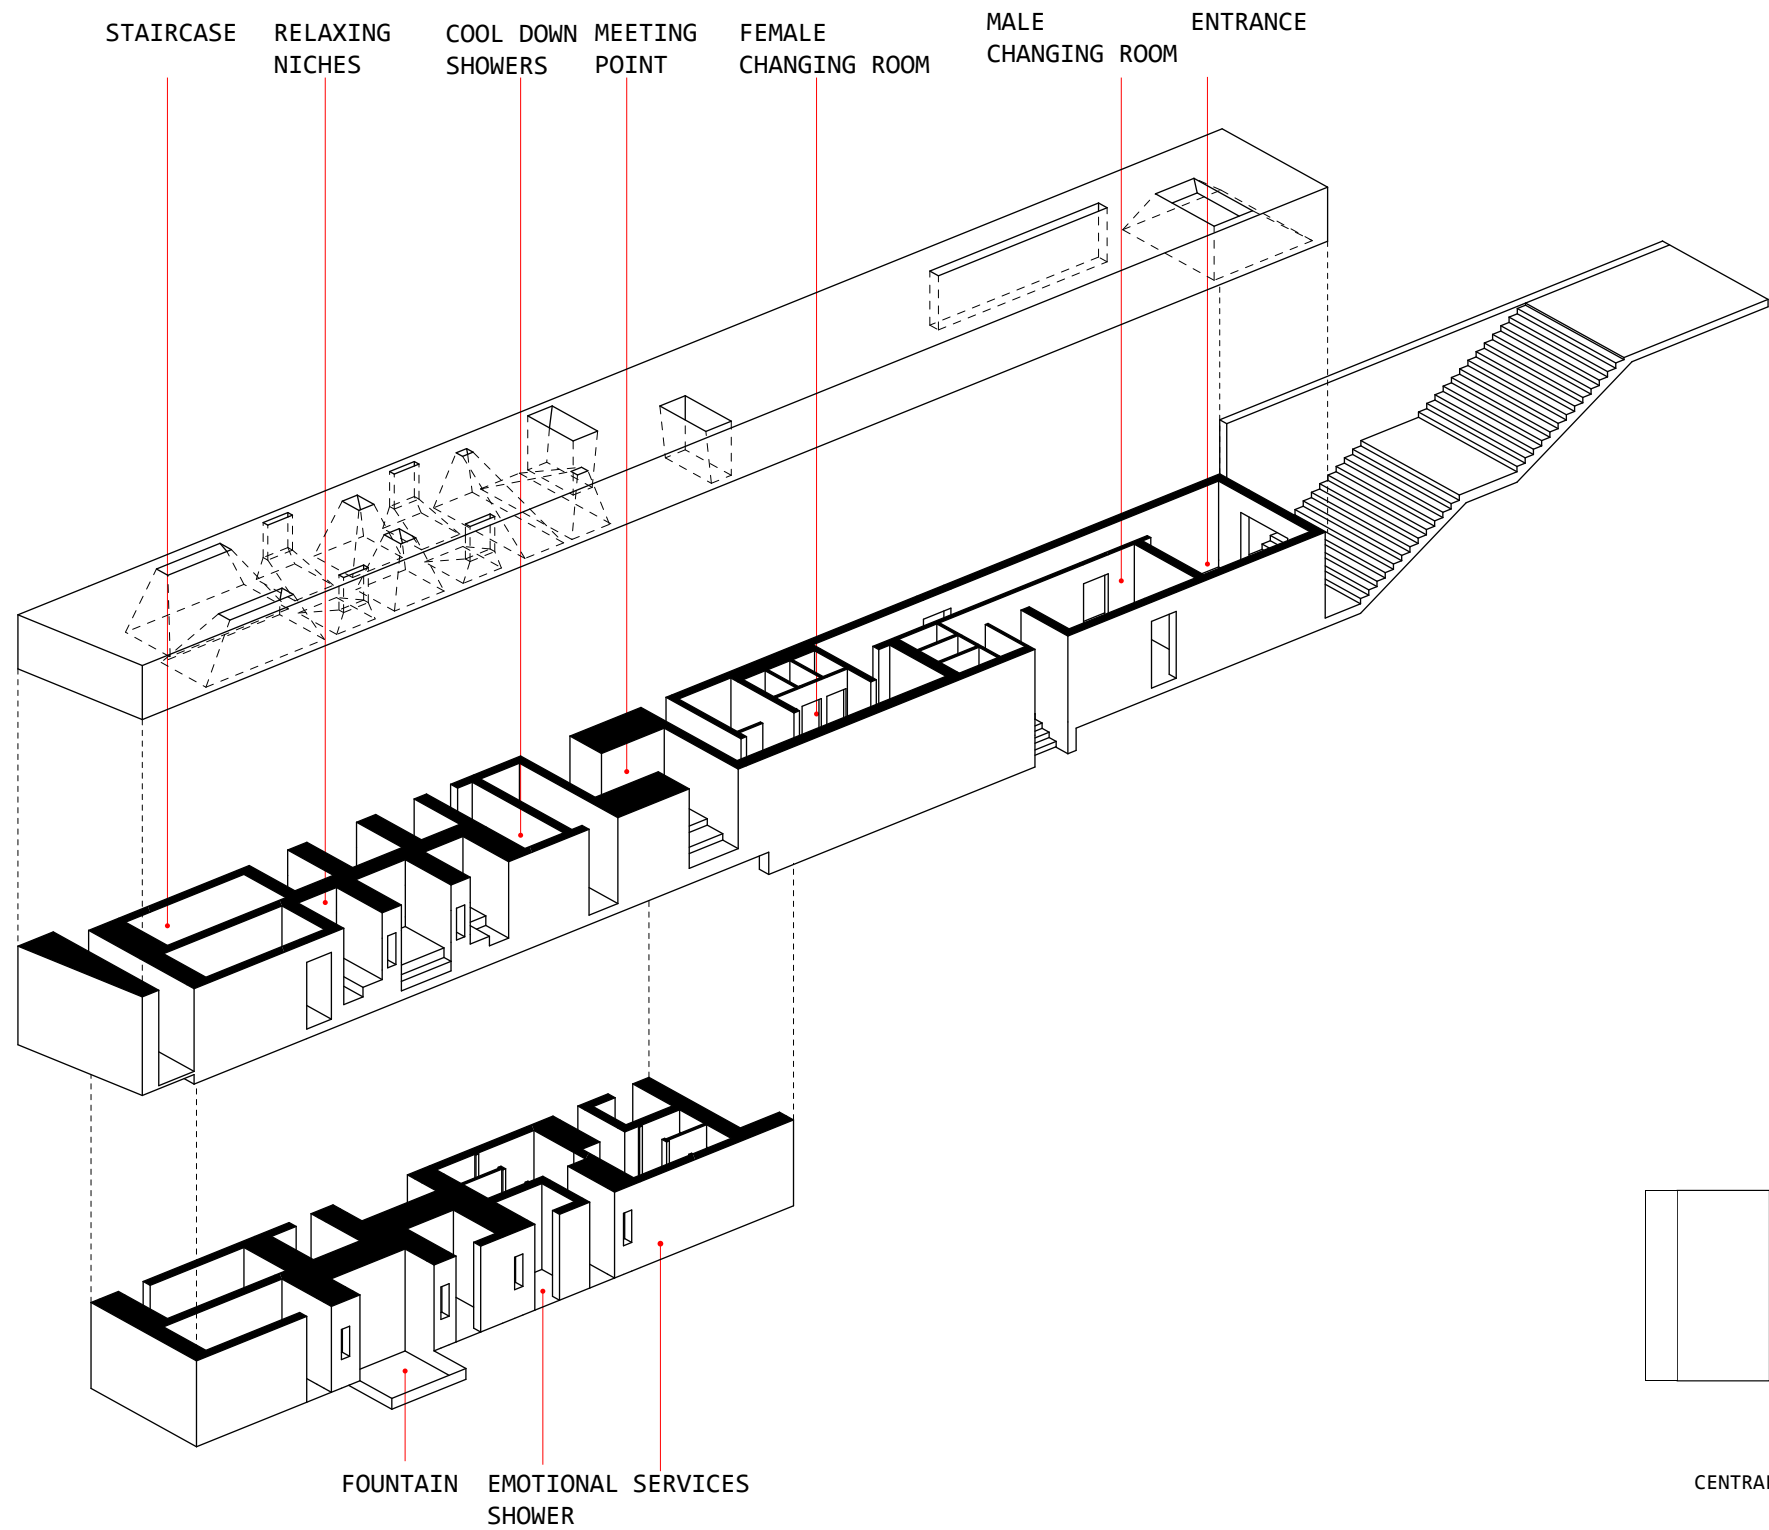 STAIRCASE
RELAXING
NICHES
COOL DOWN
SHOWERS
MEETING
POINT
FEMALE
CHANGING ROOM
MALE
CHANGING ROOM
ENTRANCE
FOUNTAIN
EMOTIONAL
SHOWER
SERVICES